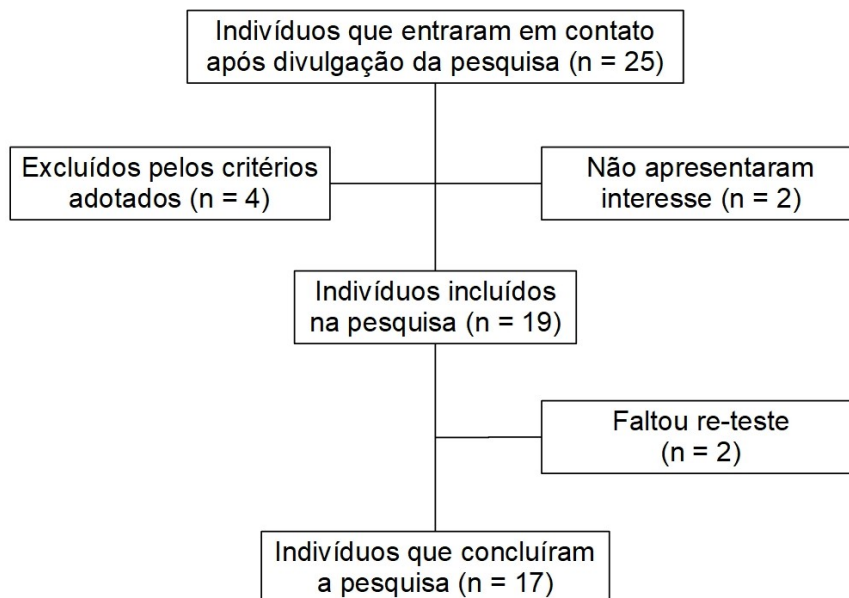 Indivíduos que entraram em contato
após divulgação da pesquisa (n = 25)
Excluídos pelos critérios
adotados (n = 4)
Não apresentaram
interesse (n = 2)
Indivíduos incluídos
na pesquisa (n = 19)
Faltou re-teste
(n = 2)
Indivíduos que concluíram
a pesquisa (n = 17)